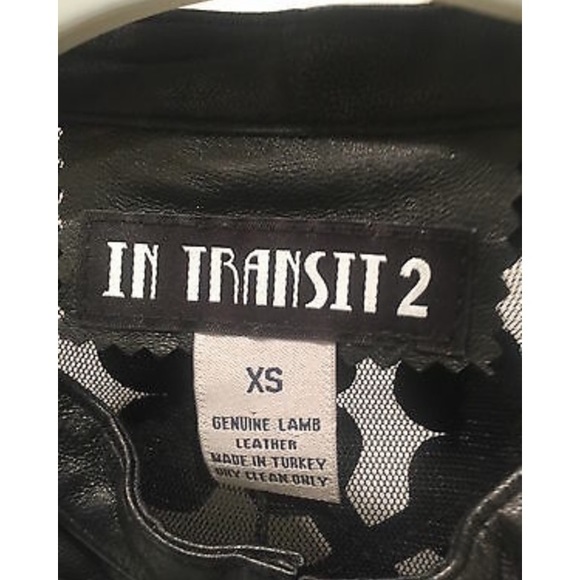 IN TRANSIT 2
XS
GENUINE LAMB
LEATHER
MADE IN TURKEY
DRY CLEAN ONLY